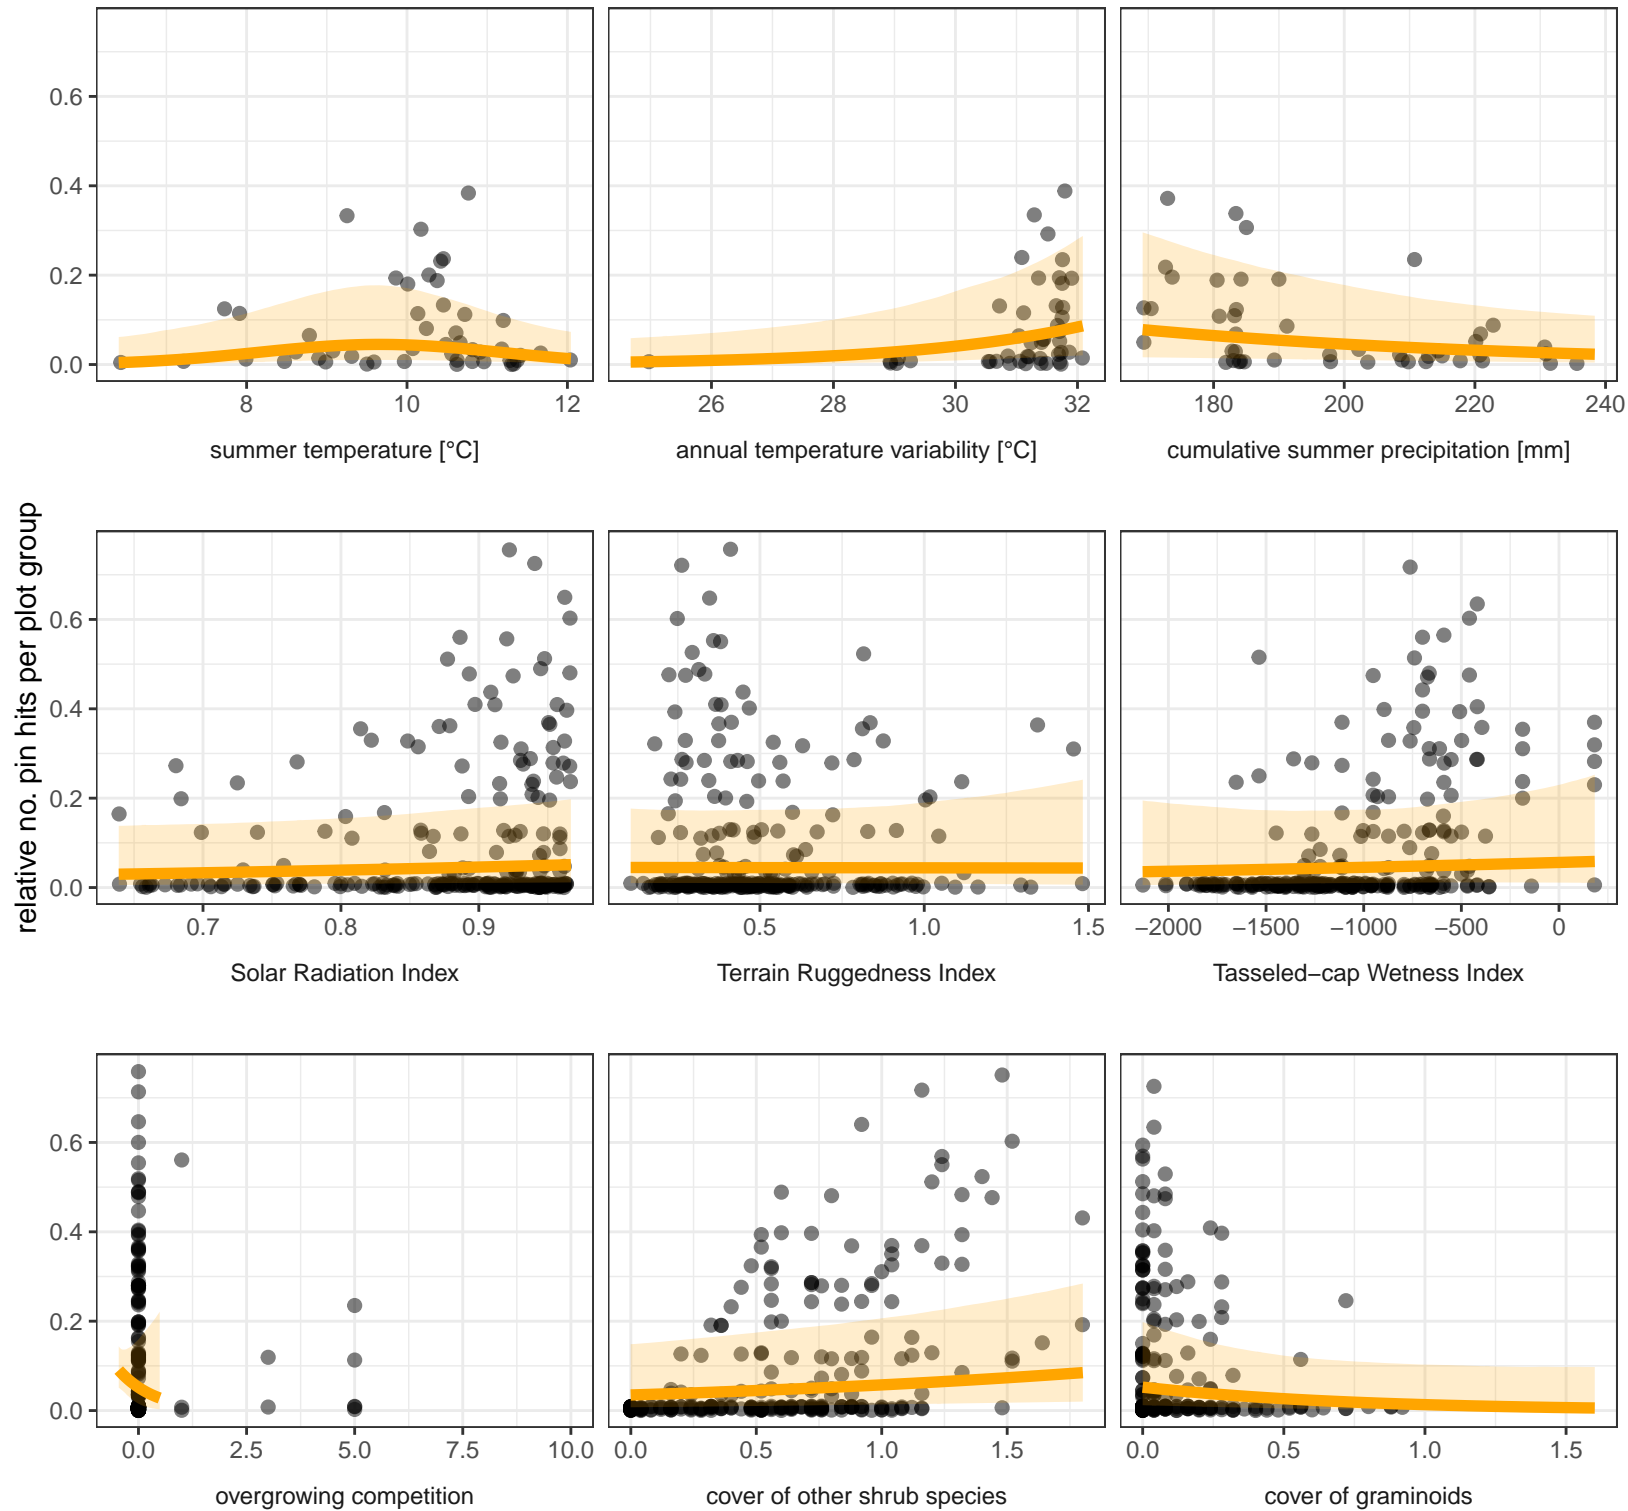 0.6
0.4
0.2
0.0
8 10 12 26 28 30 32 180 200 220 240
summer temperature [°C] annual temperature variability [°C] cumulative summer precipitation [mm]
relative no. pin hits per plot group
0.6
0.4
0.2
0.0
0.7 0.8 0.9 0.5 1.0 1.5 −2000 −1500 −1000 −500 0
Solar Radiation Index Terrain Ruggedness Index Tasseled−cap Wetness Index
0.6
0.4
0.2
0.0
0.0 2.5 5.0 7.5 10.0 0.0 0.5 1.0 1.5 0.0 0.5 1.0 1.5
overgrowing competition cover of other shrub species cover of graminoids